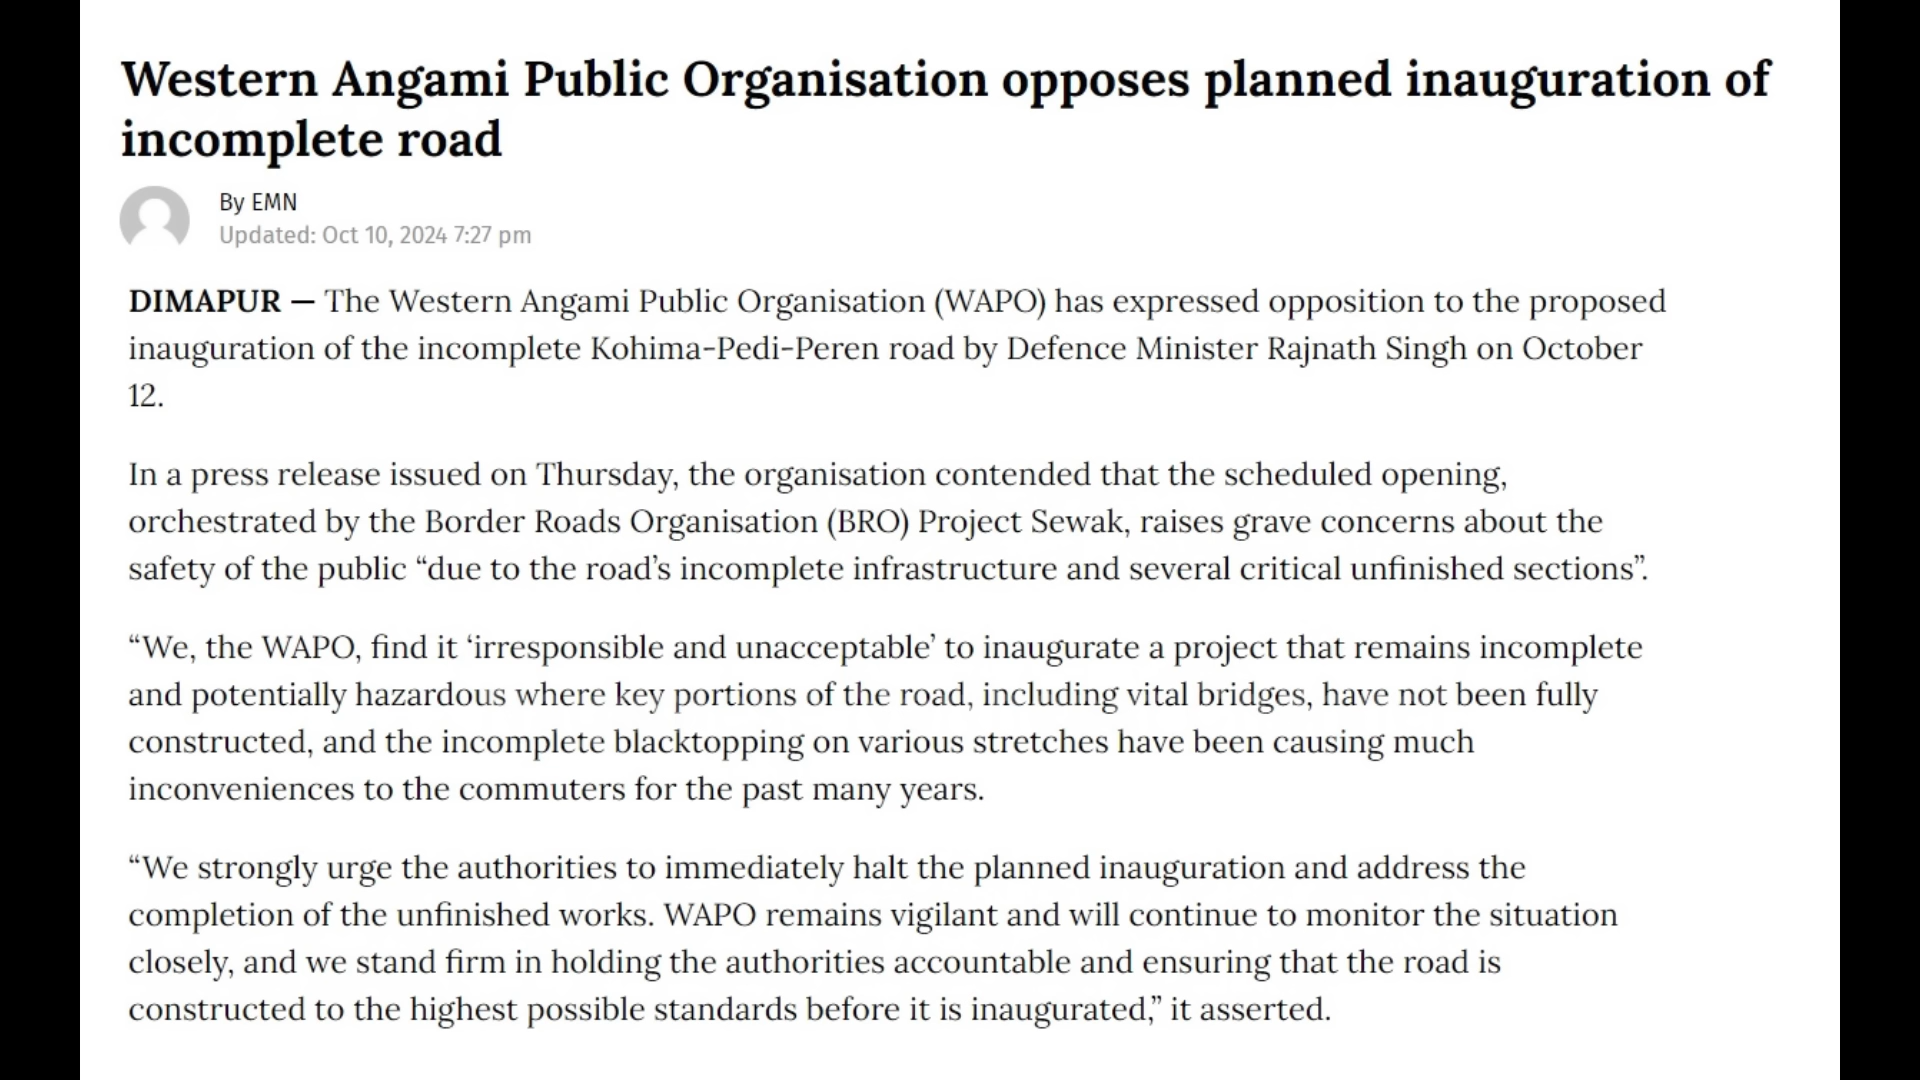 Western Angami Public Organisation opposes planned inauguration of
incomplete road
By EMN
Updated: Oct 10, 2024 7:27 pm
DIMAPUR — The Western Angami Public Organisation (WAPO) has expressed opposition to the proposed
inauguration of the incomplete Kohima-Pedi-Peren road by Defence Minister Rajnath Singh on October
12.
In a press release issued on Thursday, the organisation contended that the scheduled opening,
orchestrated by the Border Roads Organisation (BRO) Project Sewak, raises grave concerns about the
safety of the public “due to the road’s incomplete infrastructure and several critical unfinished sections”.
“We, the WAPO, find it ‘irresponsible and unacceptable’ to inaugurate a project that remains incomplete
and potentially hazardous where key portions of the road, including vital bridges, have not been fully
constructed, and the incomplete blacktopping on various stretches have been causing much
inconveniences to the commuters for the past many years.
“We strongly urge the authorities to immediately halt the planned inauguration and address the
completion of the unfinished works. WAPO remains vigilant and will continue to monitor the situation
closely, and we stand firm in holding the authorities accountable and ensuring that the road is
constructed to the highest possible standards before it is inaugurated,” it asserted.